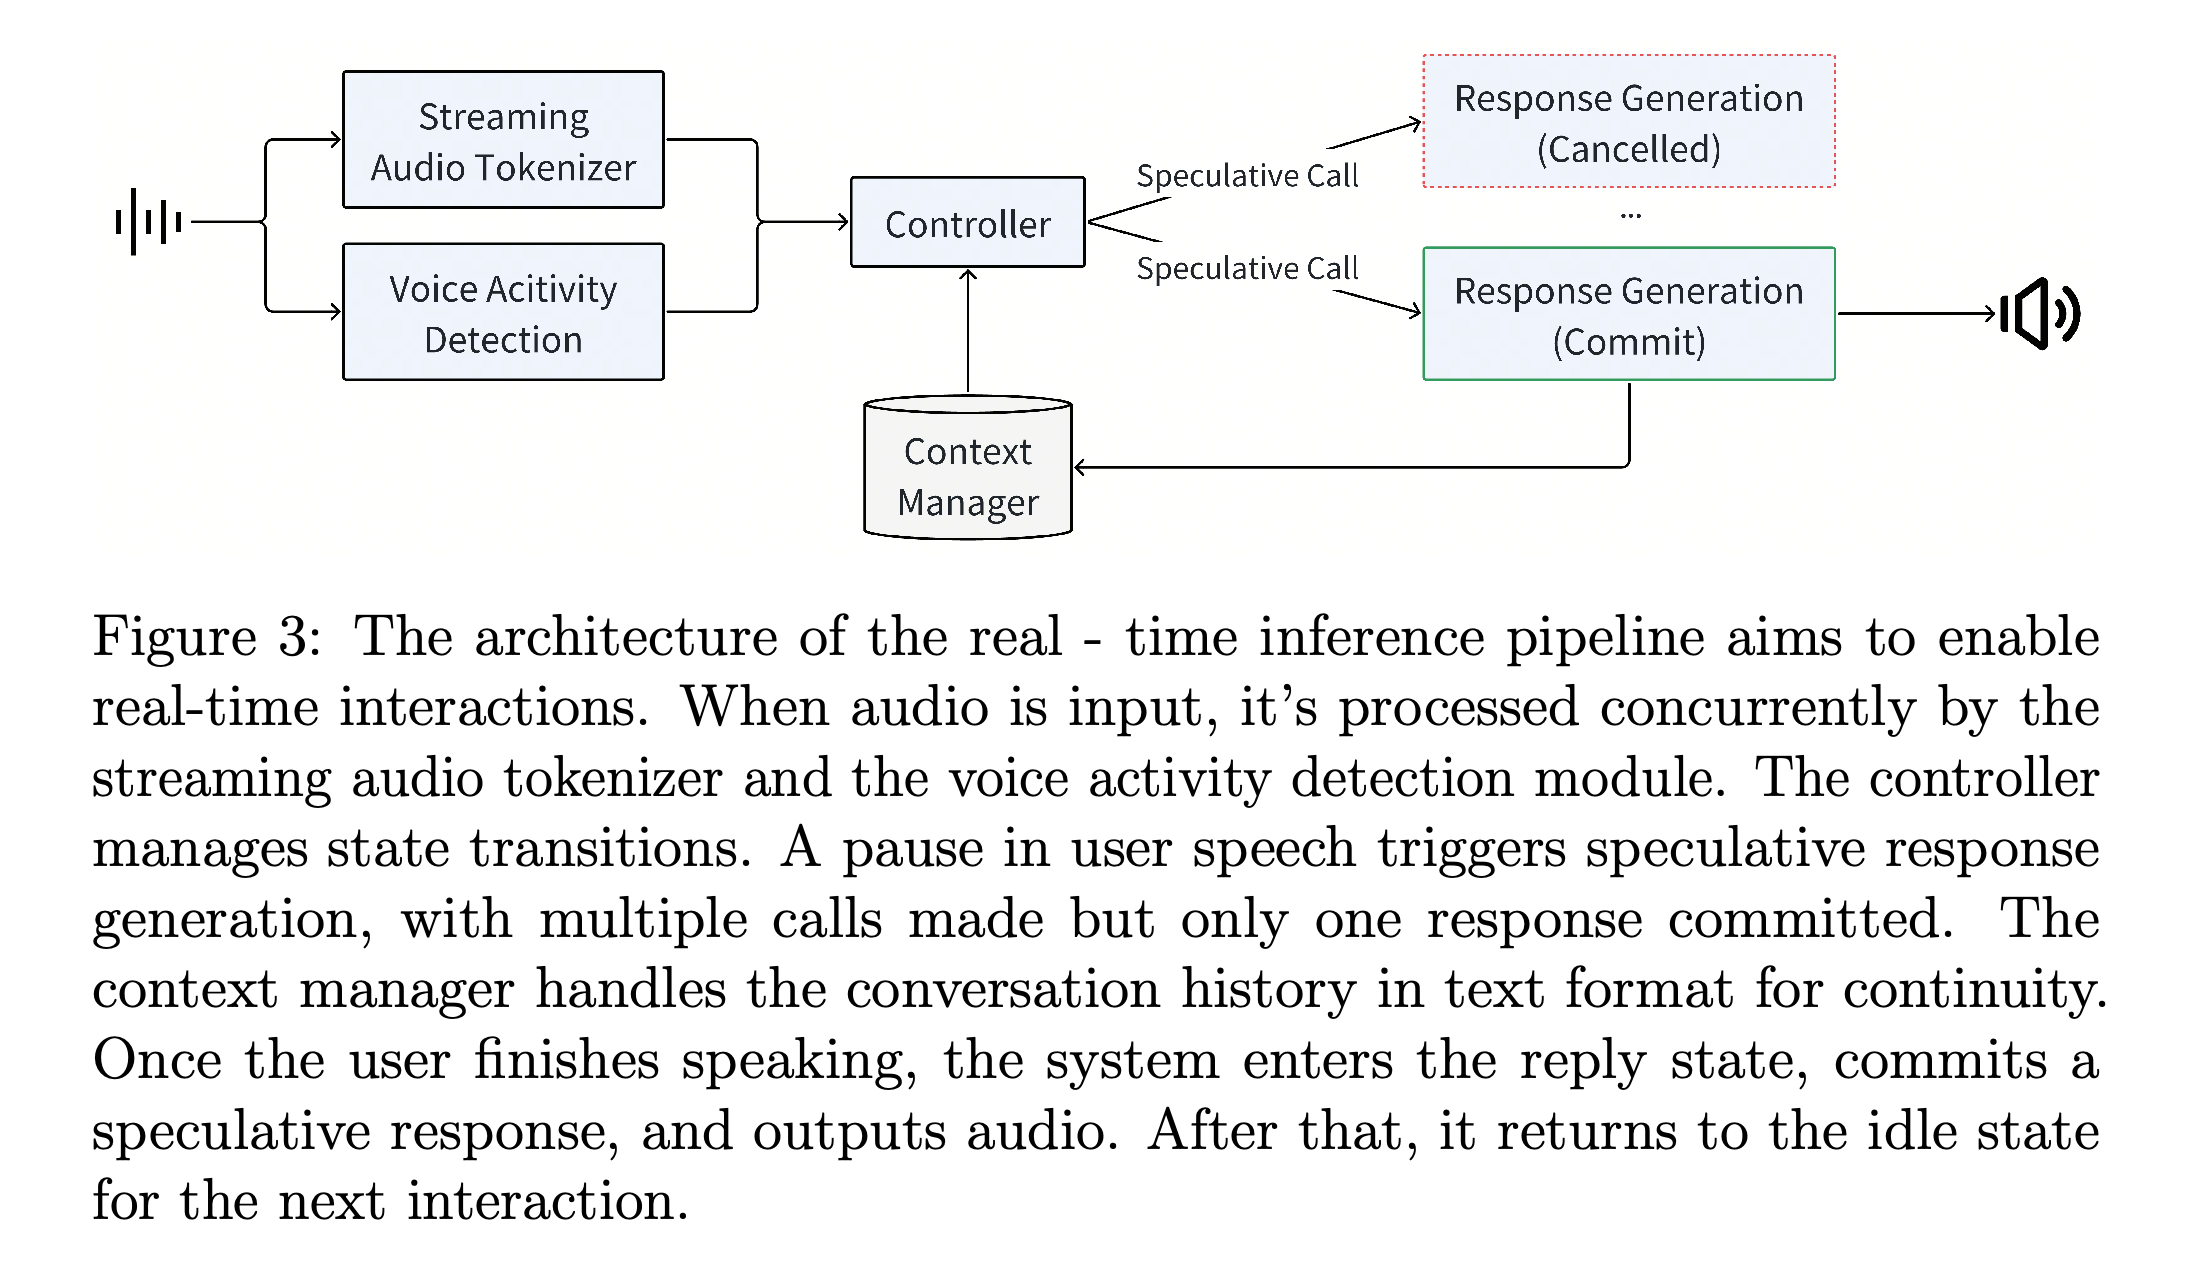 Streaming
Audio Tokenizer
Voice Acitivity
Detection
Controller
Context
Manager
Speculative Call
Speculative Call
Response Generation
(Cancelled)
...
Response Generation
(Commit)
Figure 3: The architecture of the real - time inference pipeline aims to enable
real-time interactions. When audio is input, it's processed concurrently by the
streaming audio tokenizer and the voice activity detection module. The controller
manages state transitions. A pause in user speech triggers speculative response
generation, with multiple calls made but only one response committed. The
context manager handles the conversation history in text format for continuity.
Once the user finishes speaking, the system enters the reply state, commits a
speculative response, and outputs audio. After that, it returns to the idle state
for the next interaction.